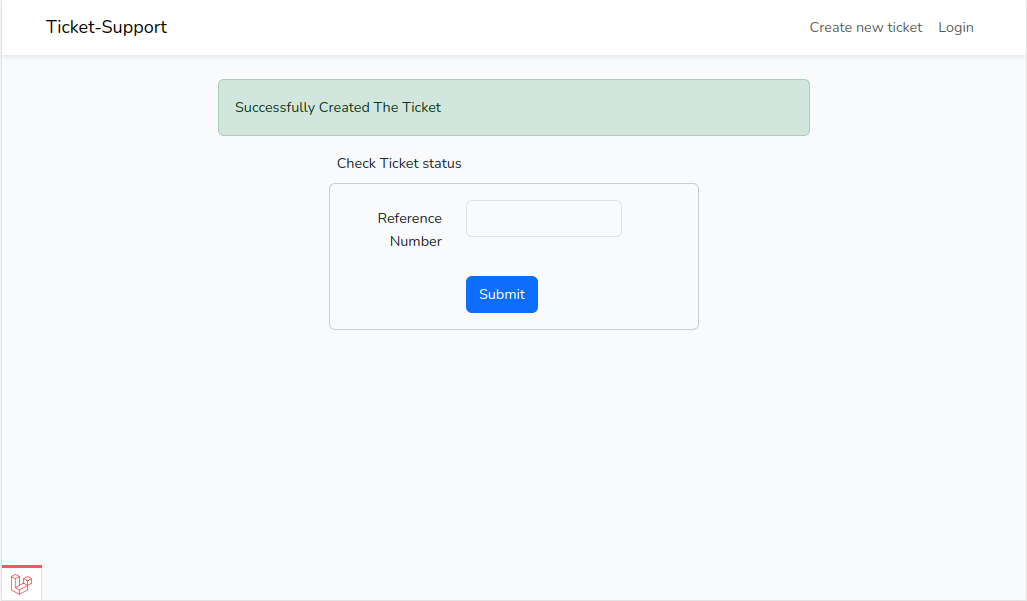 Ticket-Support
Create new ticket
Login
Successfully Created The Ticket
Check Ticket status
Reference
Number
Submit